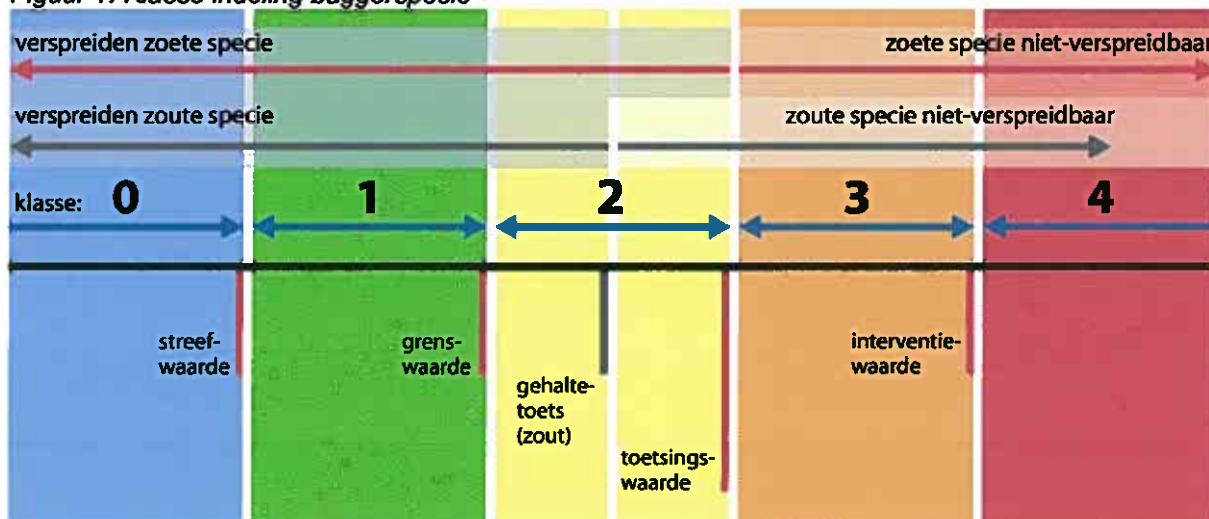 verspreiden zoete specie
zoete specie niet-verspreidbaar
verspreiden zoute specie
zoute specie niet-verspreidbaar
klasse: 0 1 2 3 4
streef-
waarde
grens-
waarde
gehalte-
toets
(zout)
toetsings-
waarde
interventie-
waarde